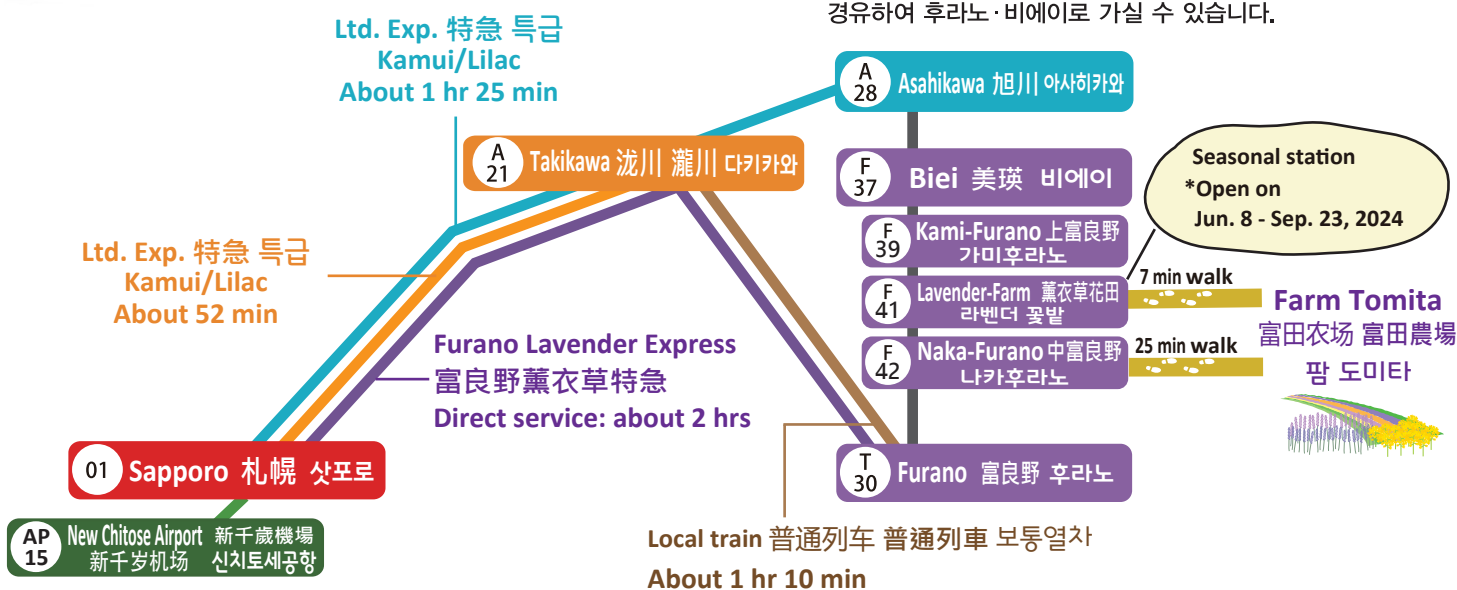 경유하여 후라노·비에이로 가실 수 있습니다.
Ltd. Exp. 特急 특급
Kamui/Lilac
About 1 hr 25 min
A
28
Asahikawa 旭川 아사히카와
A
21
Takikawa 泷川 瀧川 다키카와
F
37
Biei 美瑛 비에이
Seasonal station
*Open on
Jun. 8 - Sep. 23, 2024
F
39
Kami-Furano 上富良野
가미후라노
Ltd. Exp. 特急 특급
Kamui/Lilac
About 52 min
F
41
Lavender-Farm 薰衣草花田
라벤더 꽃밭
7 min walk
Farm Tomita
富田农场 富田農場
팜 도미타
F
42
Naka-Furano 中富良野
나카후라노
25 min walk
Furano Lavender Express
富良野薰衣草特急
Direct service: about 2 hrs
01
Sapporo 札幌 삿포로
T
30
Furano 富良野 후라노
AP
15
New Chitose Airport 新千歲機場
新千岁机场 신치토세공항
Local train 普通列车 普通列車 보통열차
About 1 hr 10 min